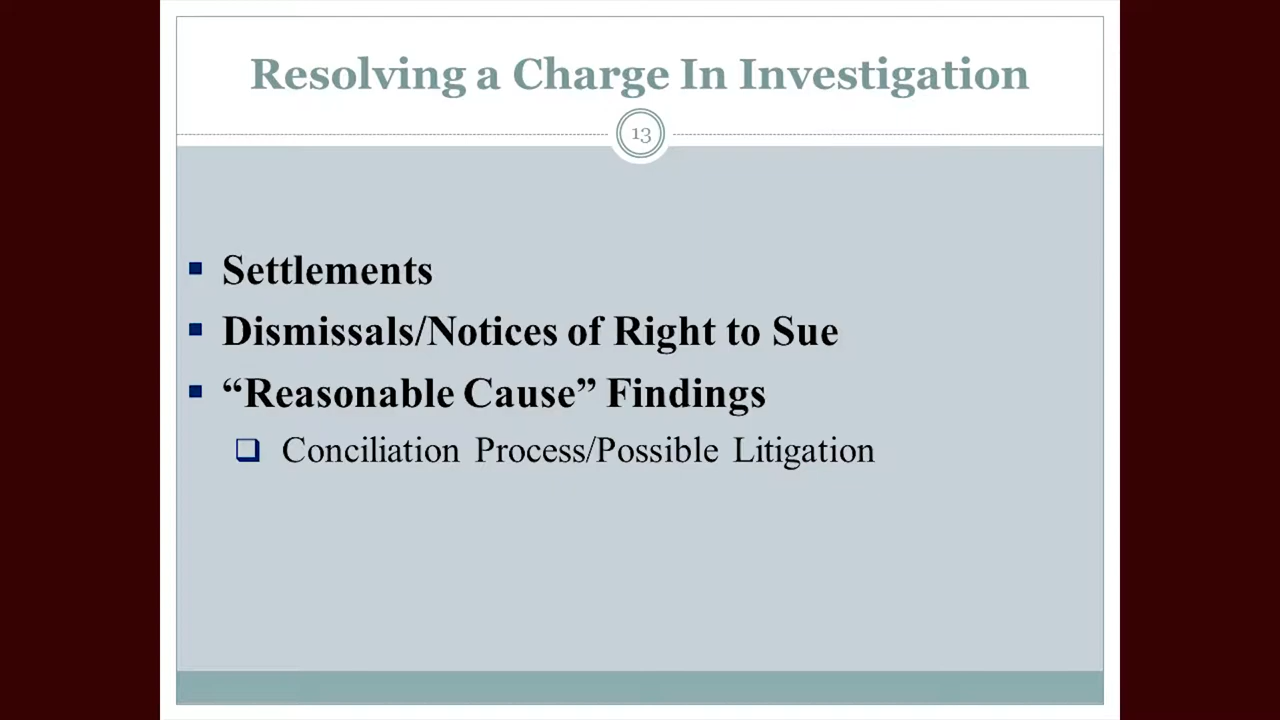 Resolving a Charge In Investigation
13
Settlements
Dismissals/Notices of Right to Sue
“Reasonable Cause” Findings
Conciliation Process/Possible Litigation